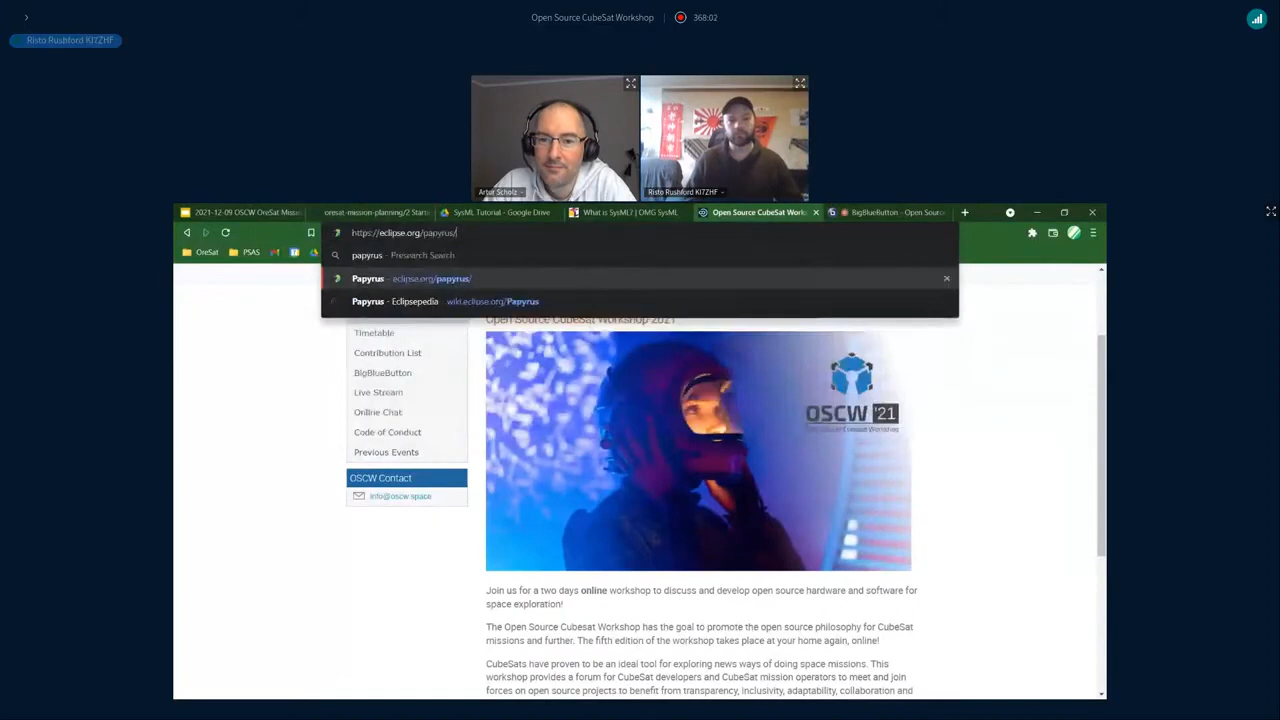 Open Source CubeSat Workshop
368:02
Risto Rushford KI7ZHF
Artur Scholz
Risto Rushford KI7ZHF
2021-12-09 OSCW OreSat Missi
oresat-mission-planning/2 Starte
SysML Tutorial - Google Drive
What is SysML? | OMG SysML
Open Source CubeSat Worksh
BigBlueButton - Open Sourc
https://eclipse.org/papyrus/
OreSat
PSAS
papyrus - Presearch Search
Papyrus - eclipse.org/papyrus/
Papyrus - Eclipsepedia wiki.eclipse.org/Papyrus
Open Source CubeSat Workshop 2021
Timetable
Contribution List
BigBlueButton
Live Stream
Online Chat
Code of Conduct
Previous Events
OSCW Contact
info@oscw.space
OSCW '21
Open Source Cubesat Workshop
Join us for a two days online workshop to discuss and develop open source hardware and software for
space exploration!
The Open Source Cubesat Workshop has the goal to promote the open source philosophy for CubeSat
missions and further. The fifth edition of the workshop takes place at your home again, online!
CubeSats have proven to be an ideal tool for exploring news ways of doing space missions. This
workshop provides a forum for CubeSat developers and CubeSat mission operators to meet and join
forces on open source projects to benefit from transparency, inclusivity, adaptability, collaboration and